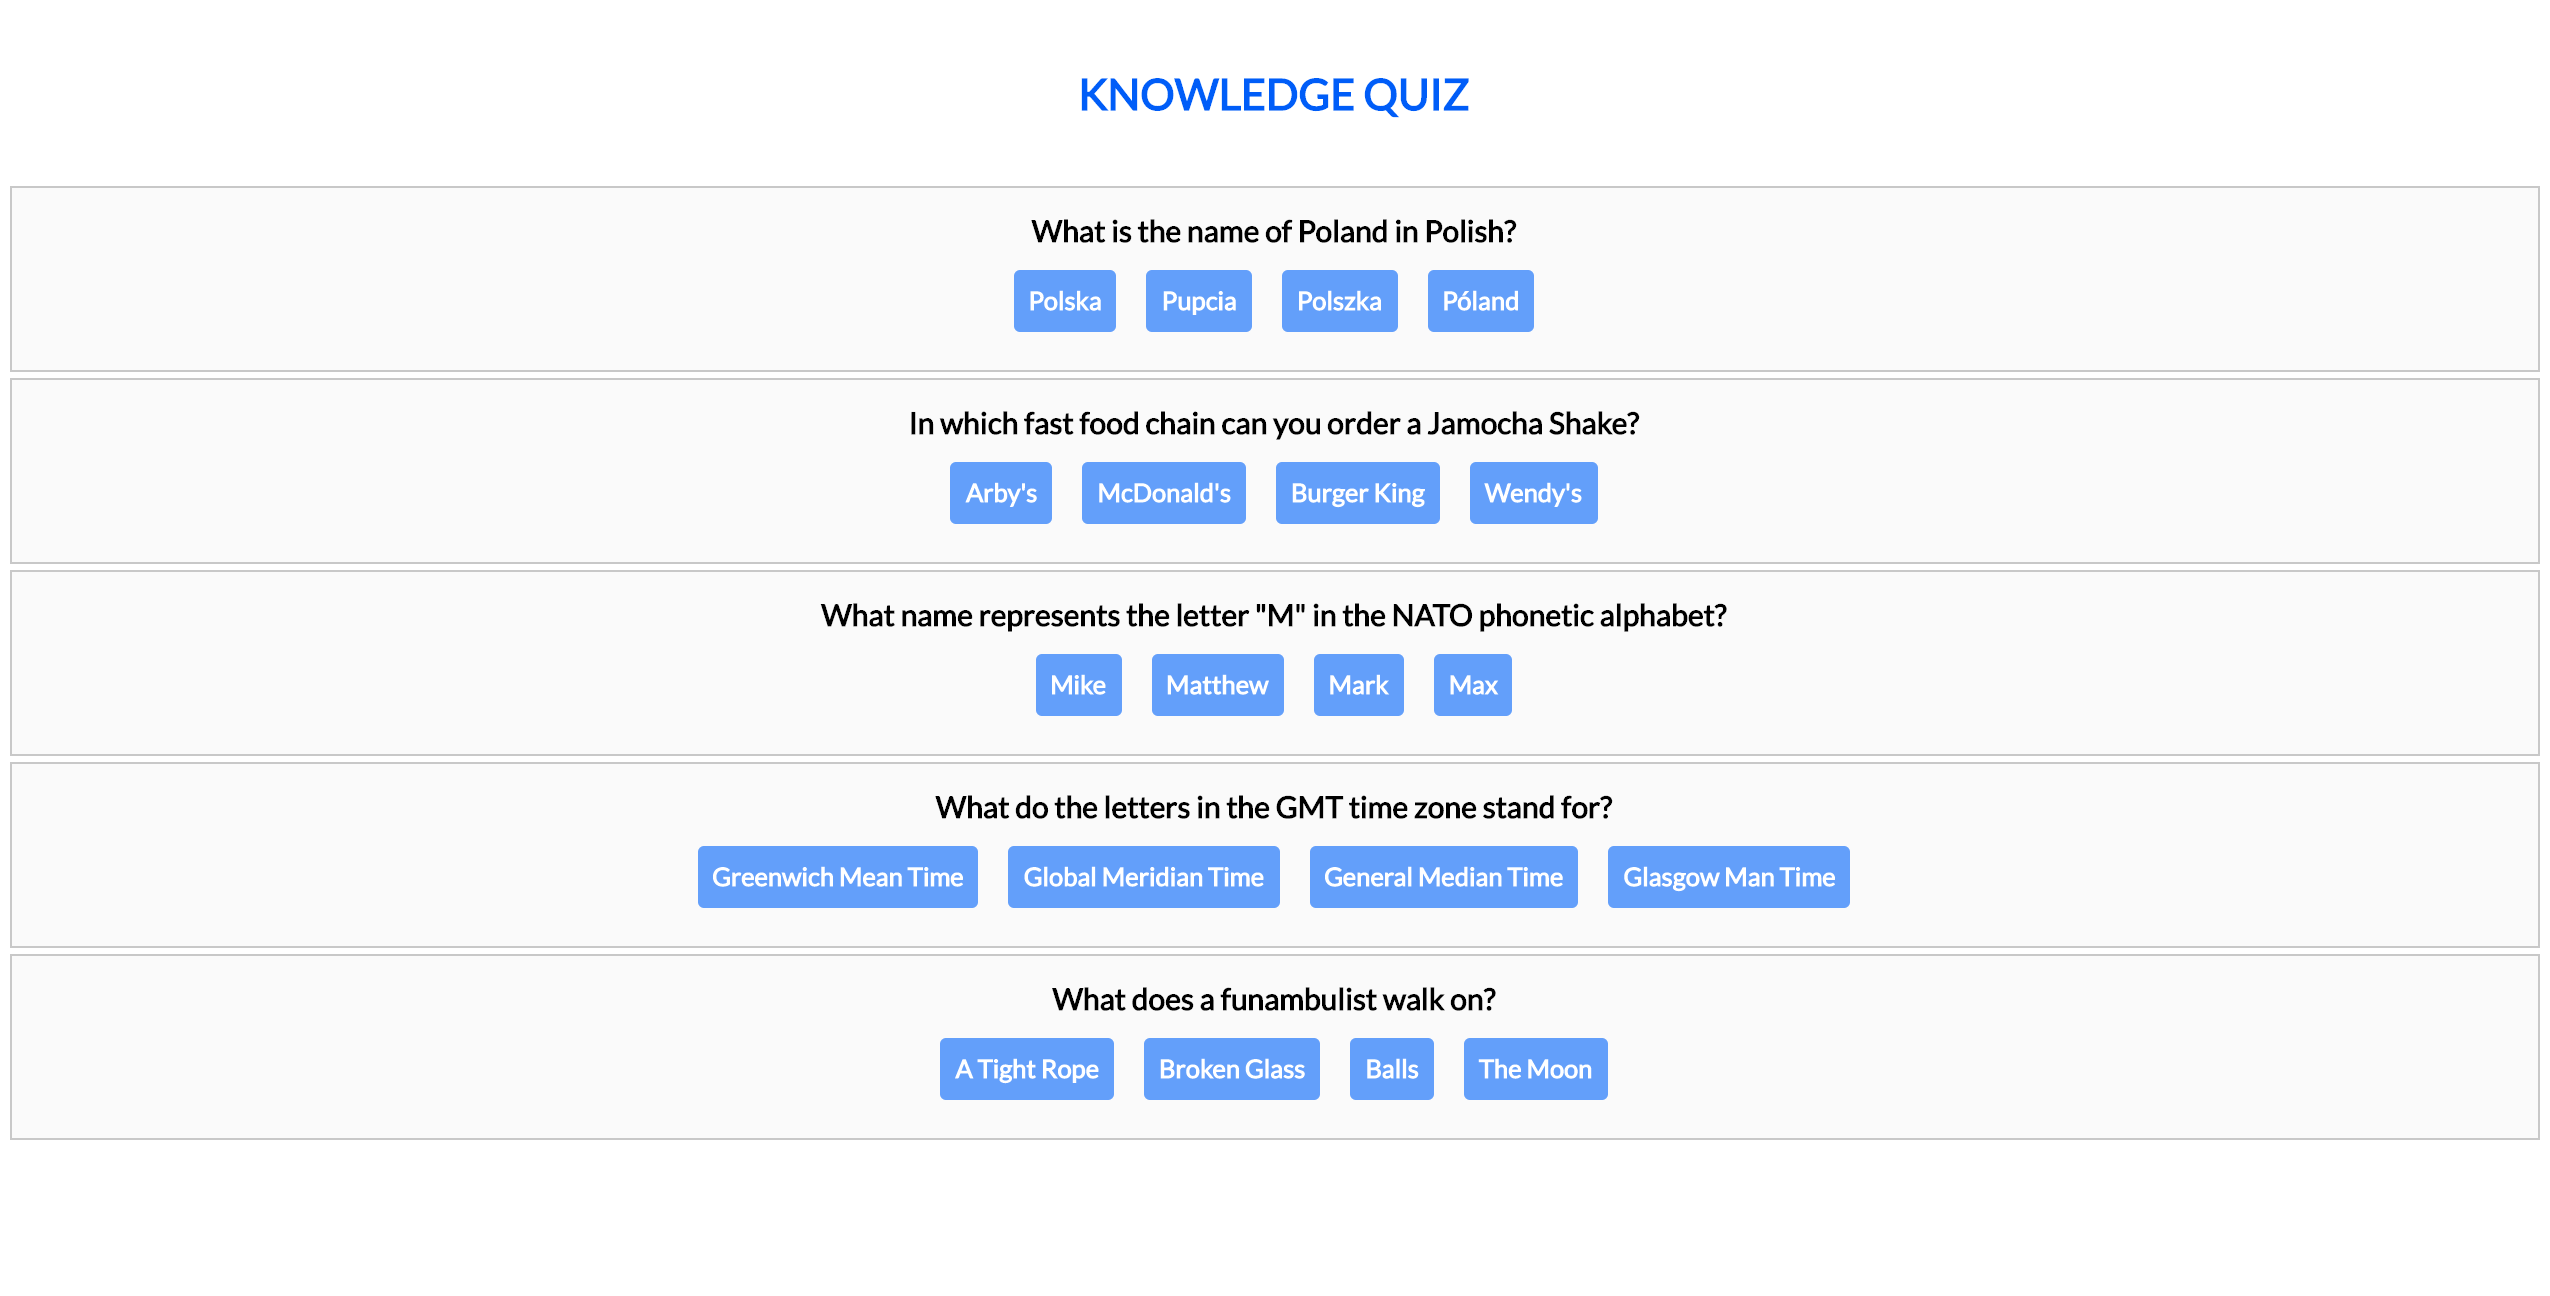 KNOWLEDGE QUIZ
What is the name of Poland in Polish?
Polska Pupcia Polszka Póland
In which fast food chain can you order a Jamocha Shake?
Arby's McDonald's Burger King Wendy's
What name represents the letter "M" in the NATO phonetic alphabet?
Mike Matthew Mark Max
What do the letters in the GMT time zone stand for?
Greenwich Mean Time Global Meridian Time General Median Time Glasgow Man Time
What does a funambulist walk on?
A Tight Rope Broken Glass Balls The Moon